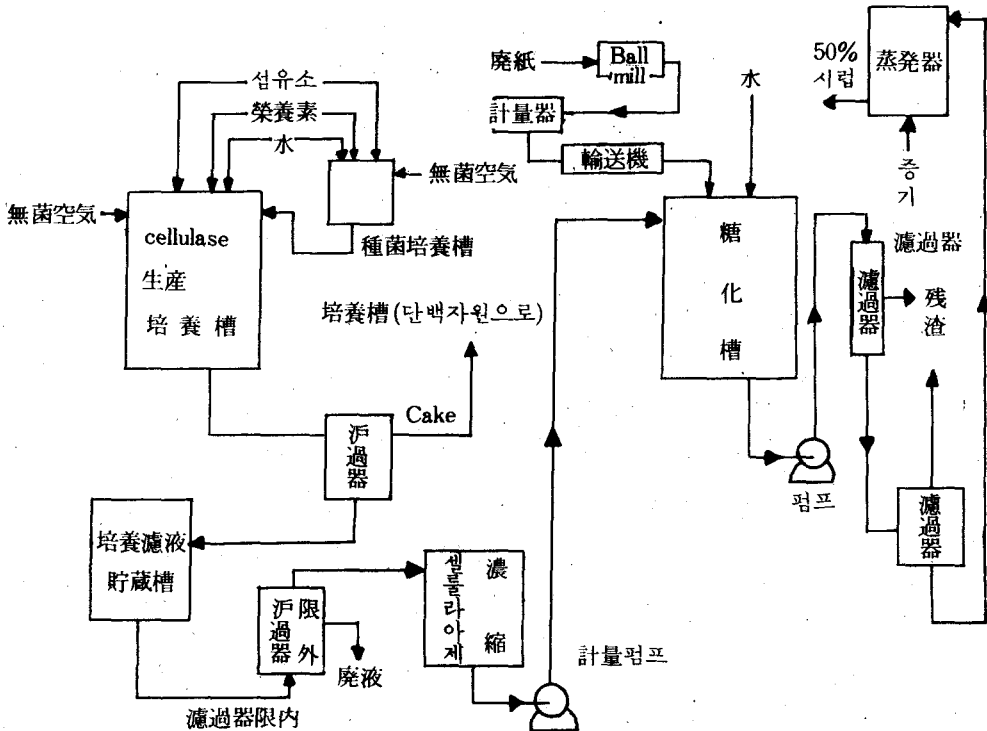 섬유소
榮養素
水
無菌空気
無菌空気
cellulase
生産
培養槽
種菌培養槽
培養槽(단백자원으로)
Cake
沪過器
培養濾液
貯蔵槽
限外
沪過器
廃液
濾過器限内
濃縮
셀룰라아제
計量펌프
廃紙
Ball
mill
計量器
輸送機
水
糖
化
槽
펌프
濾過器
残
渣
濾過器
濾過器
50%
시럽
蒸発器
증
기